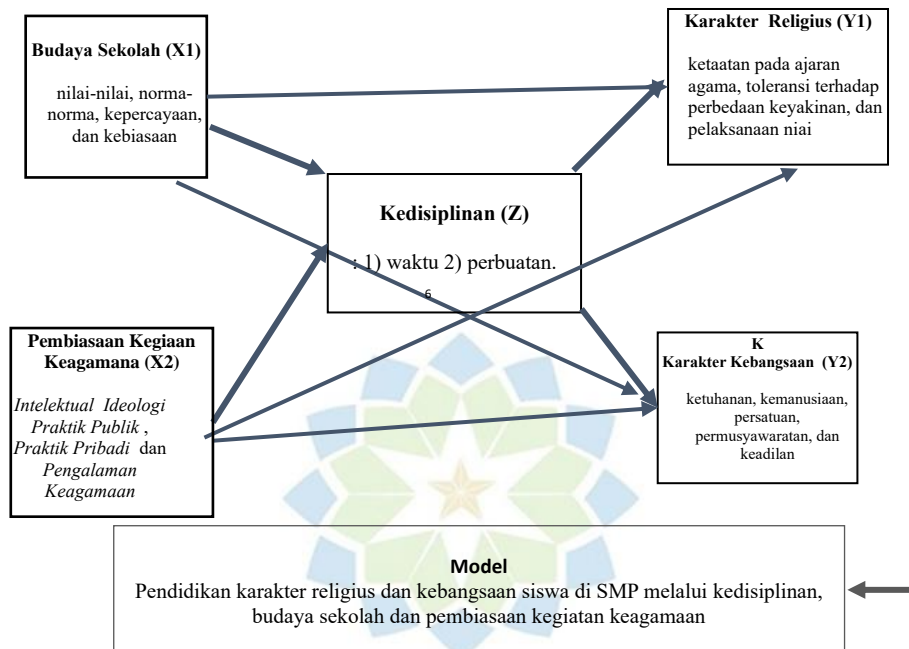 Budaya Sekolah (X1)
nilai-nilai, norma-
norma, kepercayaan,
dan kebiasaan
Karakter Religius (Y1)
ketaatan pada ajaran
agama, toleransi terhadap
perbedaan keyakinan, dan
pelaksanaan niai
Kedisiplinan (Z)
: 1) waktu 2) perbuatan.
6
Pembiasaan Kegiaan
Keagamana (X2)
Intelektual Ideologi
Praktik Publik ,
Praktik Pribadi dan
Pengalaman
Keagamaan
K
Karakter Kebangsaan (Y2)
ketuhanan, kemanusiaan,
persatuan,
permusyawaratan, dan
keadilan
Model
Pendidikan karakter religius dan kebangsaan siswa di SMP melalui kedisiplinan,
budaya sekolah dan pembiasaan kegiatan keagamaan